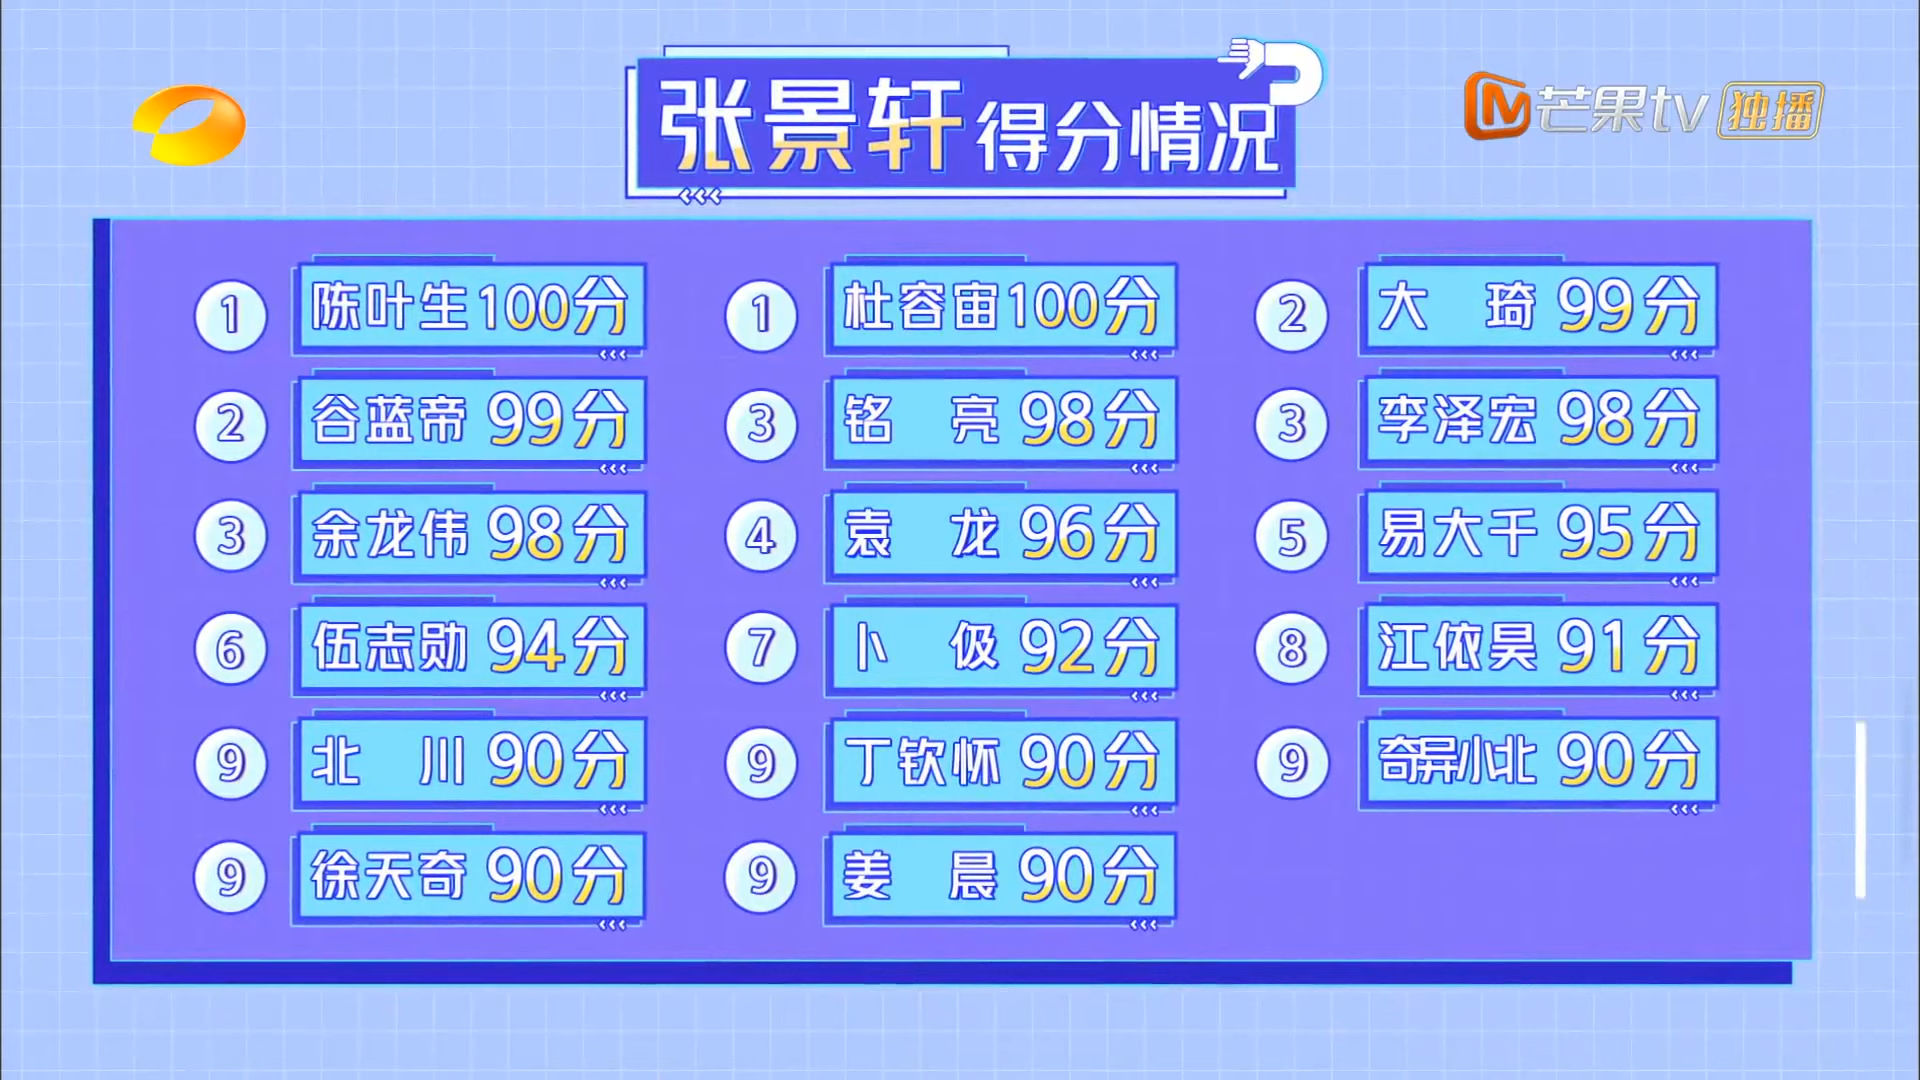 张景轩得分情况
芒果tv 独播
1 陈叶生100分
1 杜容宙100分
2 大琦 99分
2 谷蓝帝 99分
3 铭亮 98分
3 李泽宏 98分
3 余龙伟 98分
4 袁龙 96分
5 易大千 95分
6 伍志勋 94分
7 卜伋 92分
8 江侬昊 91分
9 北川 90分
9 丁钦怀 90分
9 奇异小北 90分
9 徐天奇 90分
9 姜晨 90分